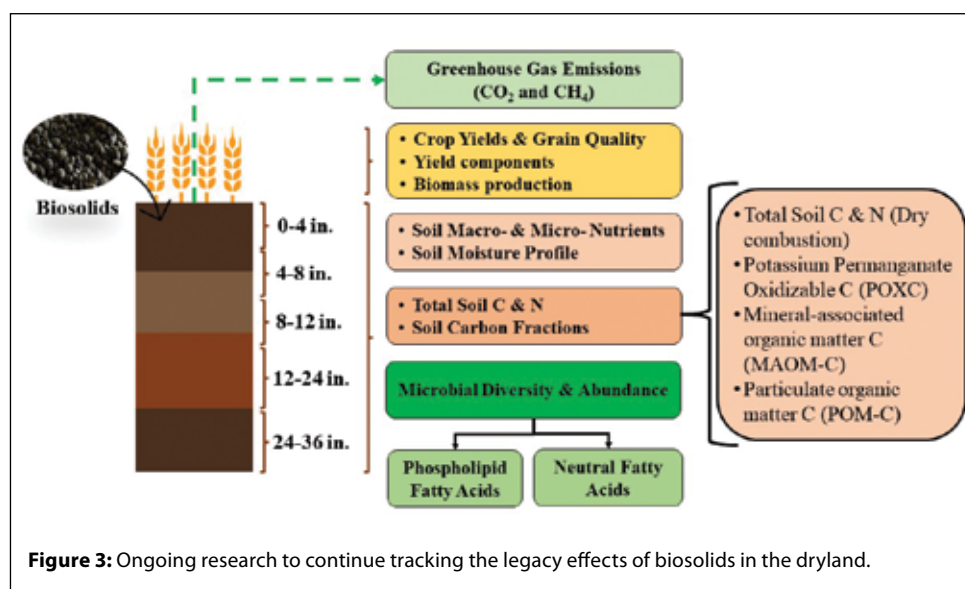 Greenhouse Gas Emissions
(CO₂ and CH₄)
• Crop Yields & Grain Quality
• Yield components
• Biomass production
Biosolids
0-4 in.
4-8 in.
8-12 in.
12-24 in.
24-36 in.
• Soil Macro- & Micro- Nutrients
• Soil Moisture Profile
• Total Soil C & N
• Soil Carbon Fractions
Microbial Diversity & Abundance
Phospholipid
Fatty Acids
Neutral Fatty
Acids
• Total Soil C & N (Dry
combustion)
• Potassium Permanganate
Oxidizable C (POXC)
• Mineral-associated
organic matter C
(MAOM-C)
• Particulate organic
matter C (POM-C)
Figure 3: Ongoing research to continue tracking the legacy effects of biosolids in the dryland.